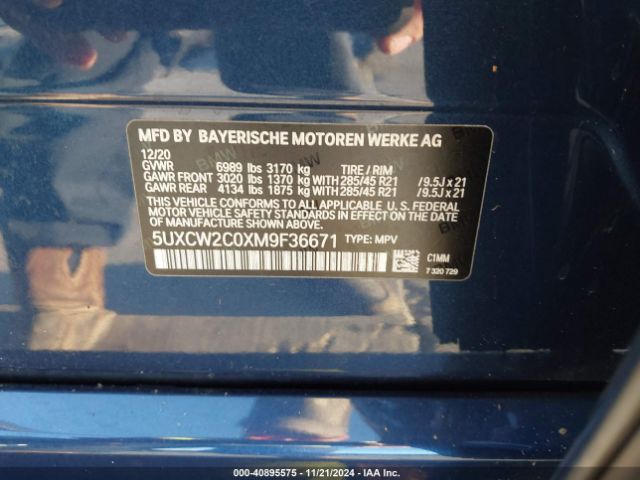 MFD BY BAYERISCHE MOTOREN WERKE AG
12/20
GVWR 6989 lbs 3170 kg TIRE / RIM
GAWR FRONT 3020 lbs 1370 kg WITH 285/45 R21 /9.5J x 21
GAWR REAR 4134 lbs 1875 kg WITH 285/45 R21 /9.5J x 21
THIS VEHICLE CONFORMS TO ALL APPLICABLE U.S. FEDERAL
MOTOR VEHICLE SAFETY STANDARDS IN EFFECT ON THE DATE OF
MANUFACTURE SHOWN ABOVE.
5UXCW2C0XM9F36671 TYPE: MPV
C1MM
7 320 729
000-40895575 - 11/21/2024 - IAA Inc.